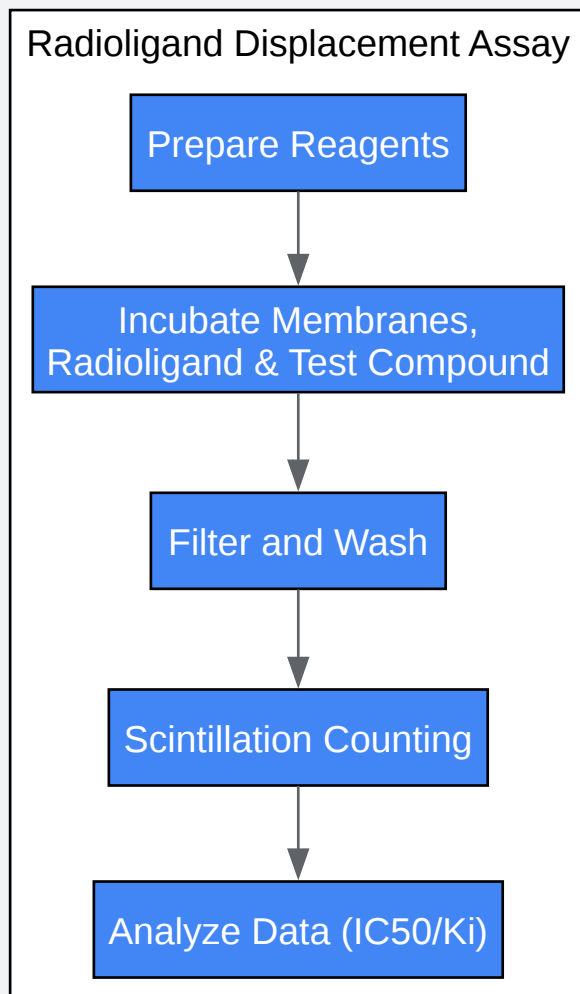 Radioligand Displacement Assay
Prepare Reagents
Incubate Membranes,
Radioligand & Test Compound
Filter and Wash
Scintillation Counting
Analyze Data (IC50/Ki)